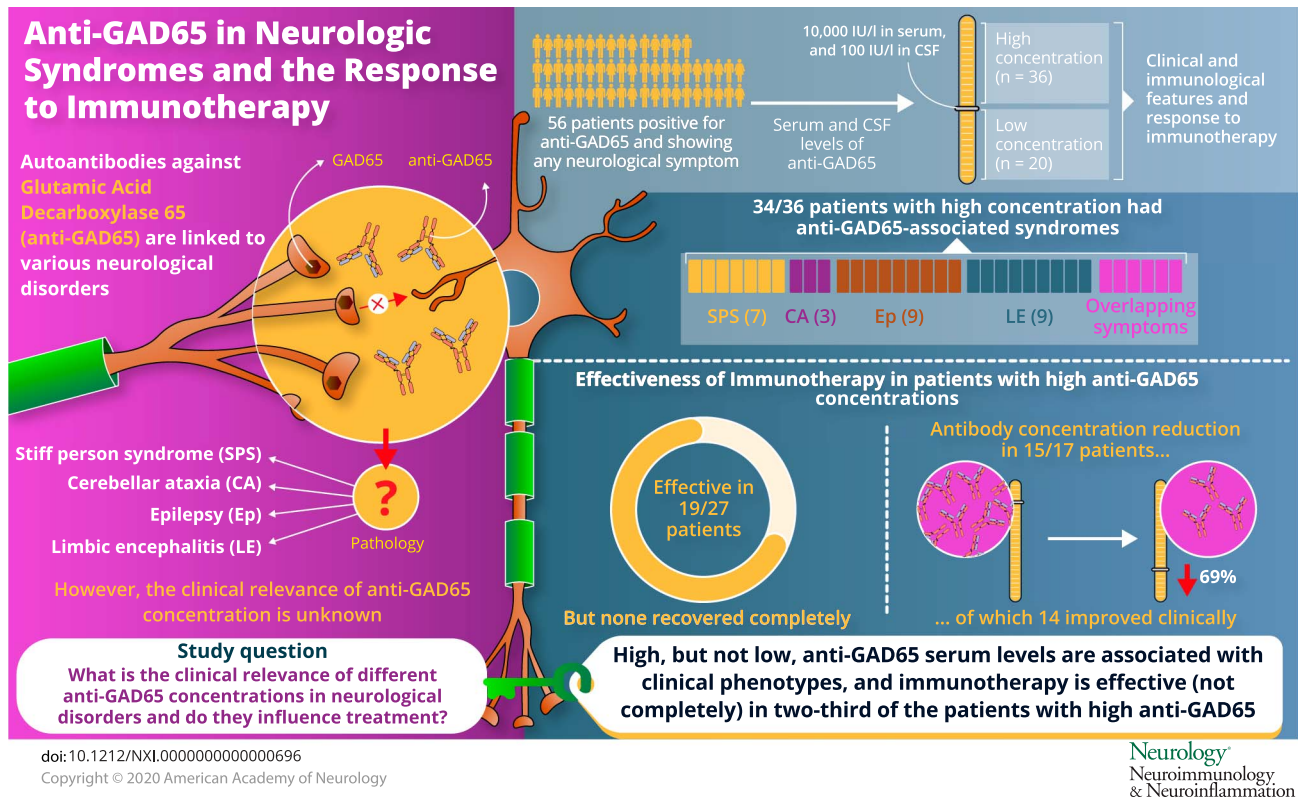 Anti-GAD65 in Neurologic
Syndromes and the Response
to Immunotherapy
Autoantibodies against
Glutamic Acid
Decarboxylase 65
(anti-GAD65) are linked to
various neurological
disorders
GAD65
anti-GAD65
Stiff person syndrome (SPS)
Cerebellar ataxia (CA)
Epilepsy (Ep)
Limbic encephalitis (LE)
?
Pathology
However, the clinical relevance of anti-GAD65
concentration is unknown
Study question
What is the clinical relevance of different
anti-GAD65 concentrations in neurological
disorders and do they influence treatment?
56 patients positive for
anti-GAD65 and showing
any neurological symptom
Serum and CSF
levels of
anti-GAD65
10,000 IU/l in serum,
and 100 IU/l in CSF
High
concentration
(n = 36)
Low
concentration
(n = 20)
Clinical and
immunological
features and
response to
immunotherapy
34/36 patients with high concentration had
anti-GAD65-associated syndromes
SPS (7)
CA (3)
Ep (9)
LE (9)
Overlapping
symptoms
Effectiveness of Immunotherapy in patients with high anti-GAD65
concentrations
Effective in
19/27
patients
But none recovered completely
Antibody concentration reduction
in 15/17 patients...
69%
... of which 14 improved clinically
High, but not low, anti-GAD65 serum levels are associated with
clinical phenotypes, and immunotherapy is effective (not
completely) in two-third of the patients with high anti-GAD65
doi:10.1212/NXI.0000000000000696
Copyright © 2020 American Academy of Neurology
Neurology®
Neuroimmunology
& Neuroinflammation